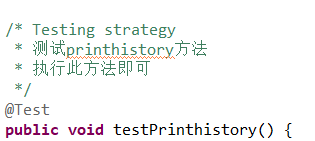 /* Testing strategy
 * 测试printhistory方法
 * 执行此方法即可
 */
@Test
public void testPrinthistory() {